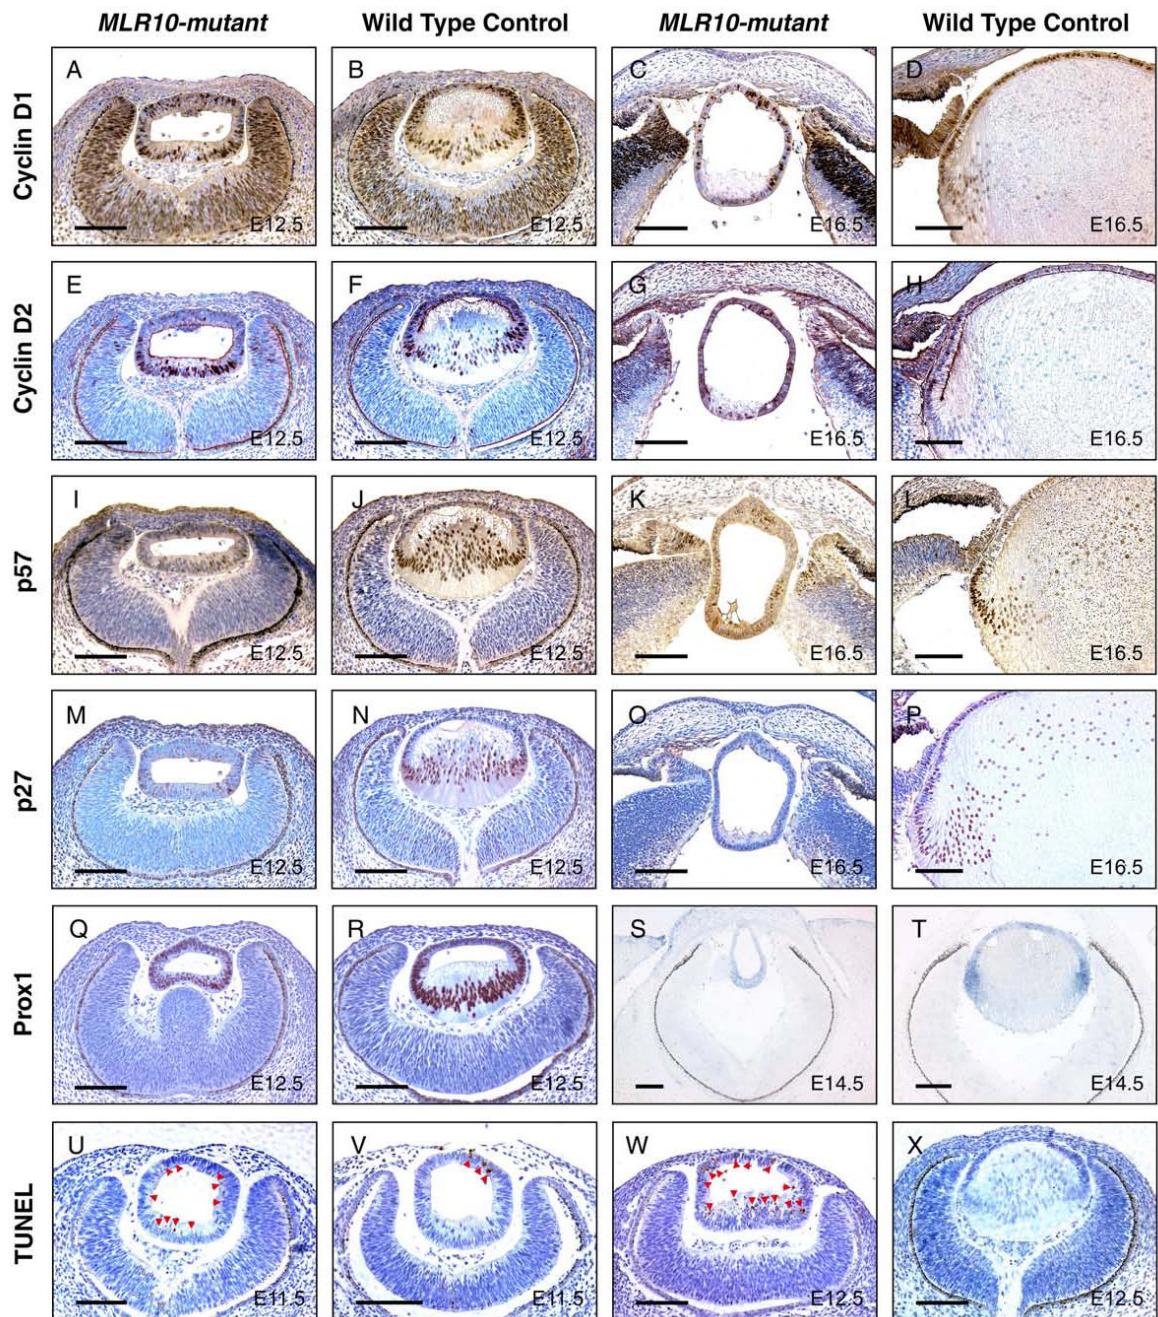 MLR10-mutant Wild Type Control MLR10-mutant Wild Type Control
Cyclin D1
A E12.5 B E12.5 C E16.5 D E16.5
Cyclin D2
E E12.5 F E12.5 G E16.5 H E16.5
p57
I E12.5 J E12.5 K E16.5 L E16.5
p27
M E12.5 N E12.5 O E16.5 P E16.5
Prox1
Q E12.5 R E12.5 S E14.5 T E14.5
TUNEL
U E11.5 V E11.5 W E12.5 X E12.5